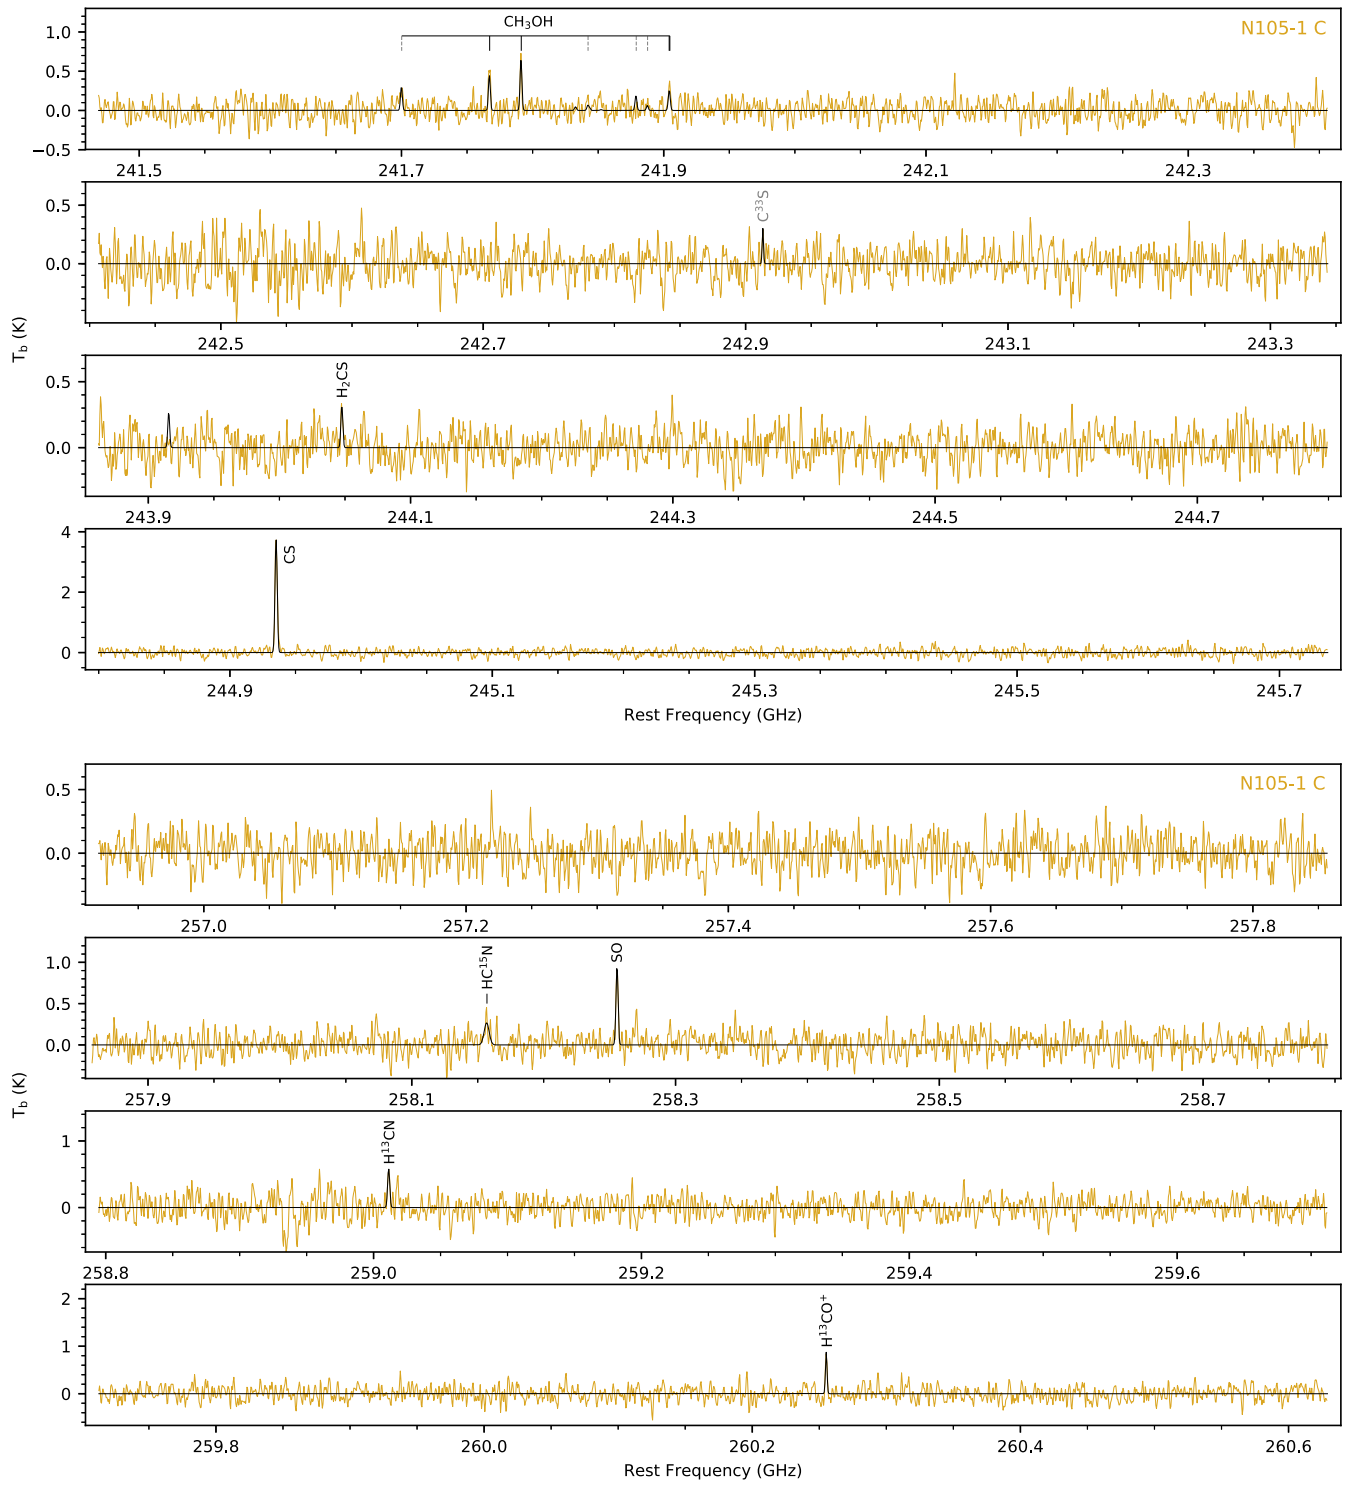 CH₃OH
N105-1 C
1.0
0.5
0.0
−0.5
241.5 241.7 241.9 242.1 242.3
C³³S
0.5
0.0
242.5 242.7 242.9 243.1 243.3
T_b (K)
H₂CS
0.5
0.0
243.9 244.1 244.3 244.5 244.7
CS
4
2
0
244.9 245.1 245.3 245.5 245.7
Rest Frequency (GHz)
N105-1 C
0.5
0.0
257.0 257.2 257.4 257.6 257.8
HC¹⁵N
SO
1.0
0.5
0.0
257.9 258.1 258.3 258.5 258.7
T_b (K)
H¹³CN
1
0
258.8 259.0 259.2 259.4 259.6
H¹³CO⁺
2
1
0
259.8 260.0 260.2 260.4 260.6
Rest Frequency (GHz)